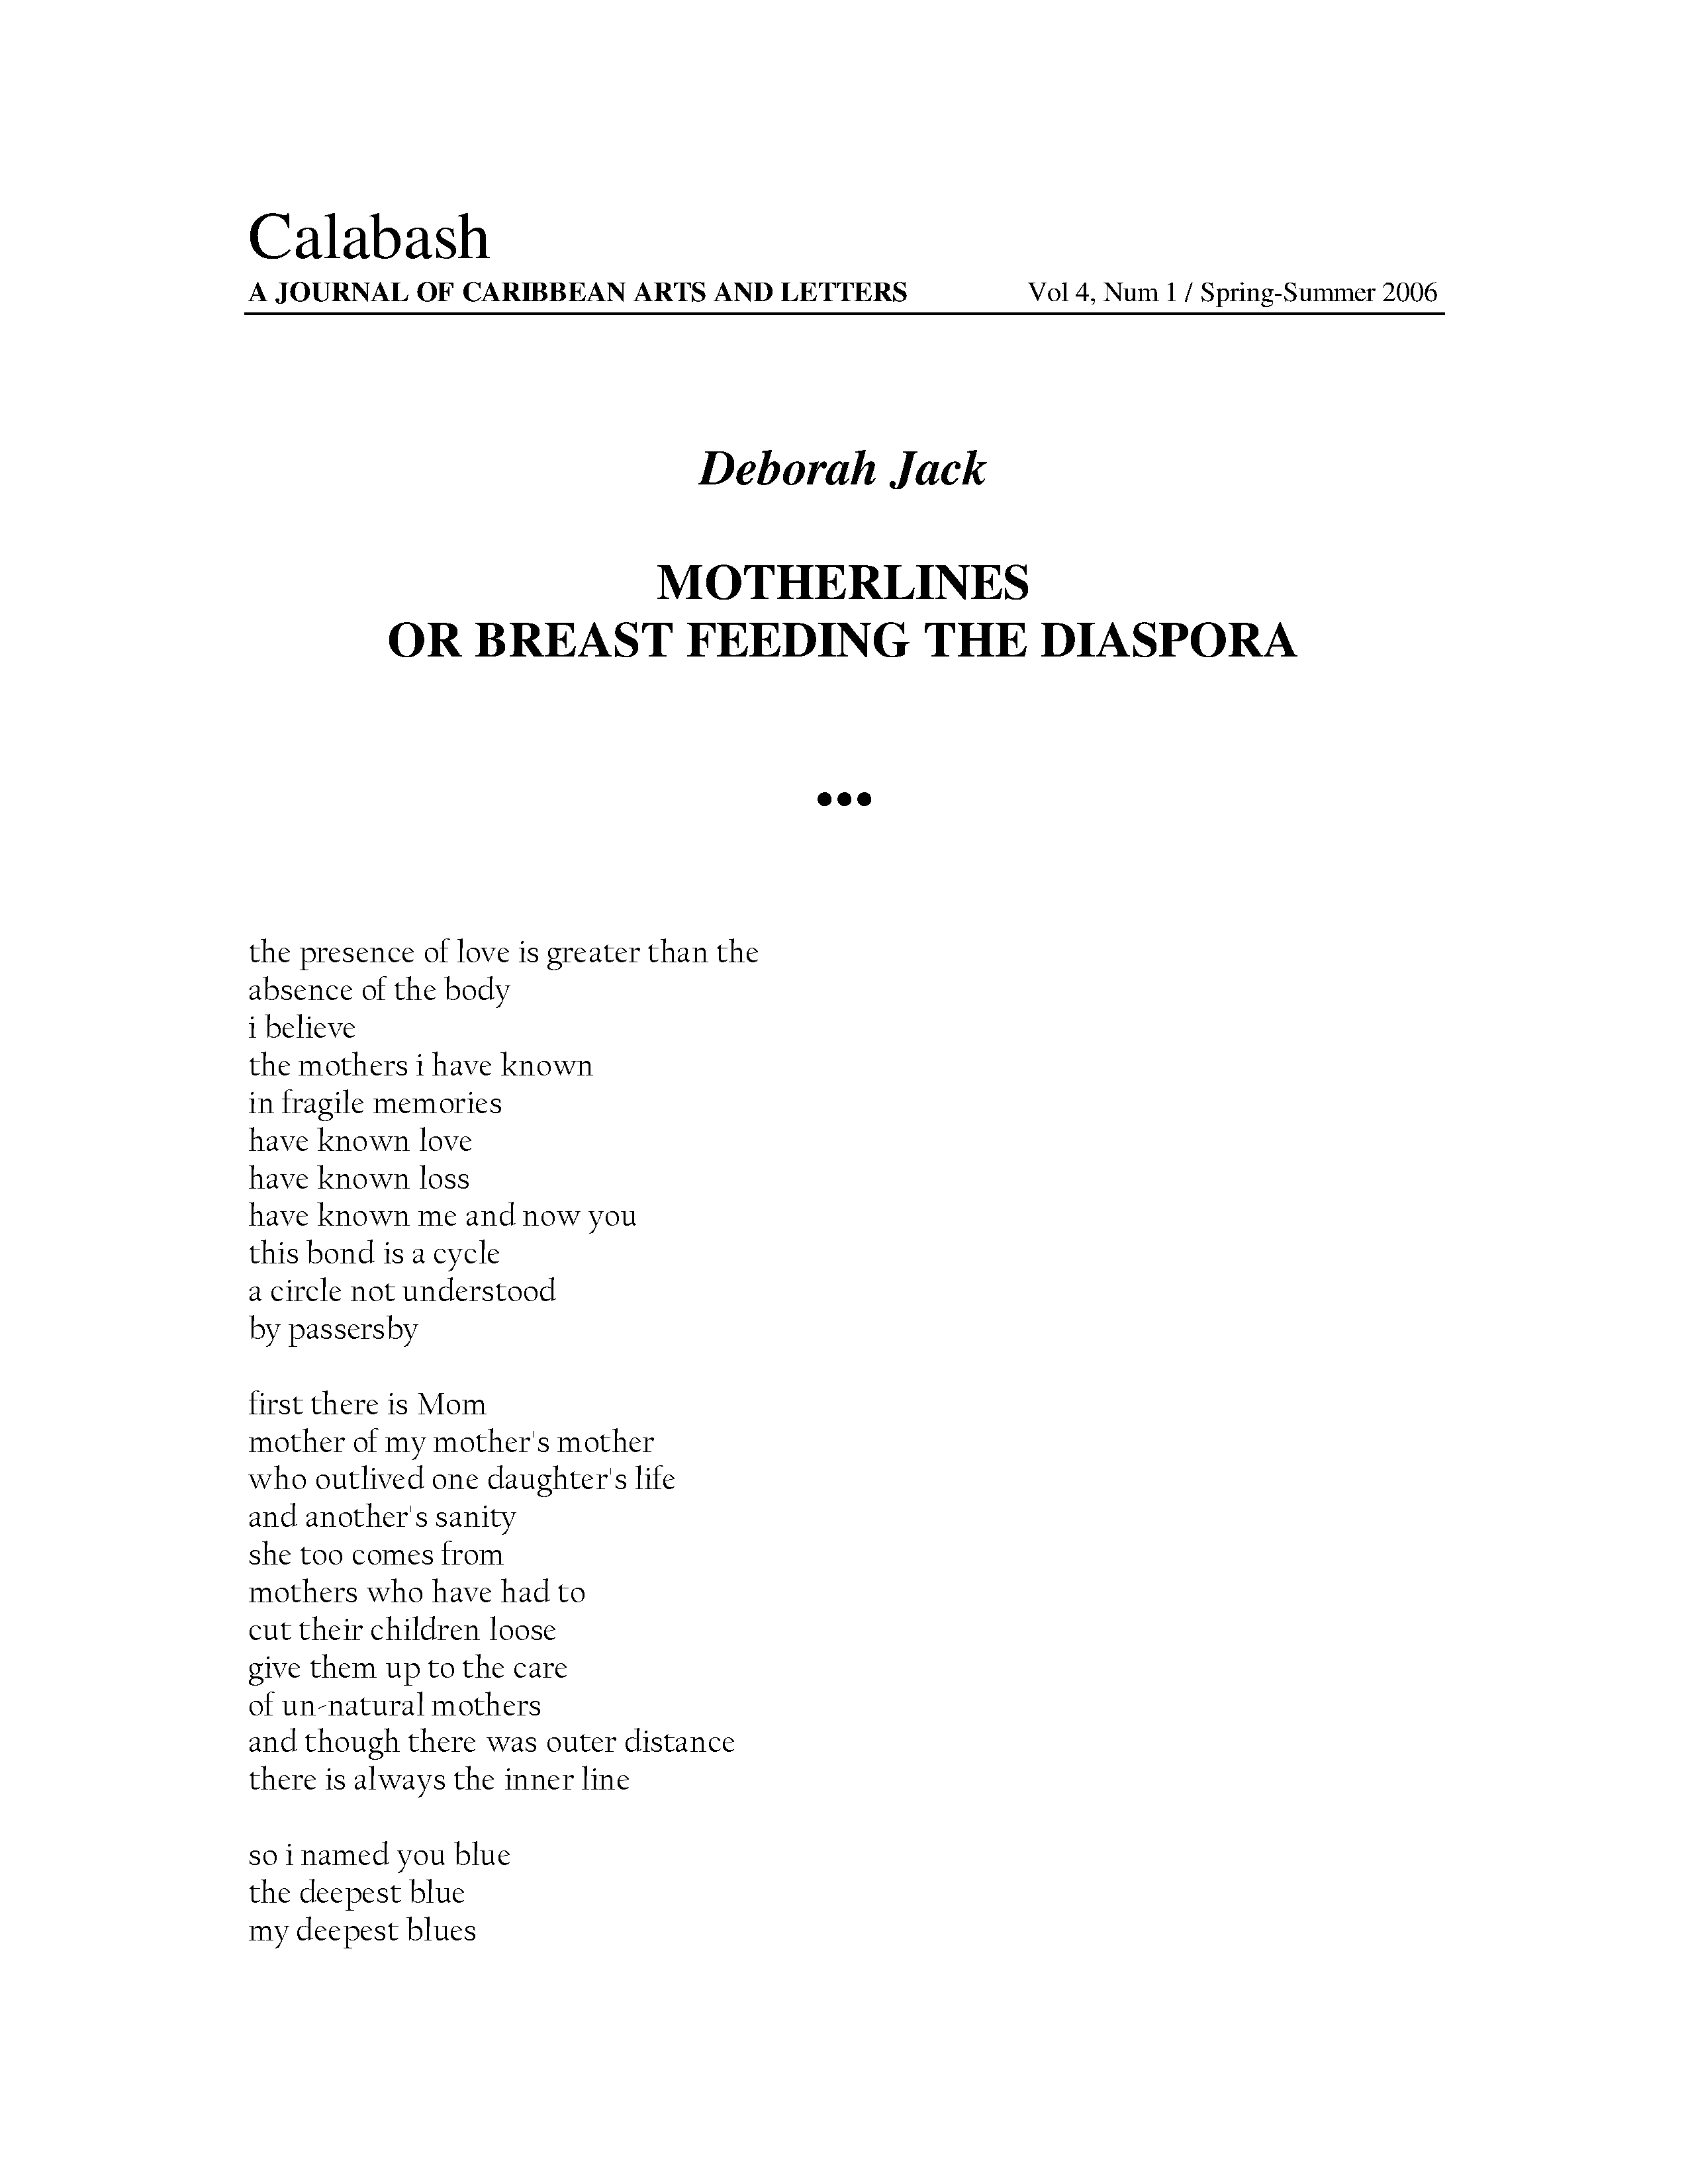 Calabash
A JOURNAL OF CARIBBEAN ARTS AND LETTERS Vol 4, Num 1 / Spring-Summer 2006
Deborah Jack
MOTHERLINES
OR BREAST FEEDING THE DIASPORA
•••
the presence of love is greater than the
absence of the body
i believe
the mothers i have known
in fragile memories
have known love
have known loss
have known me and now you
this bond is a cycle
a circle not understood
by passersby
first there is Mom
mother of my mother's mother
who outlived one daughter's life
and another's sanity
she too comes from
mothers who have had to
cut their children loose
give them up to the care
of un-natural mothers
and though there was outer distance
there is always the inner line
so i named you blue
the deepest blue
my deepest blues